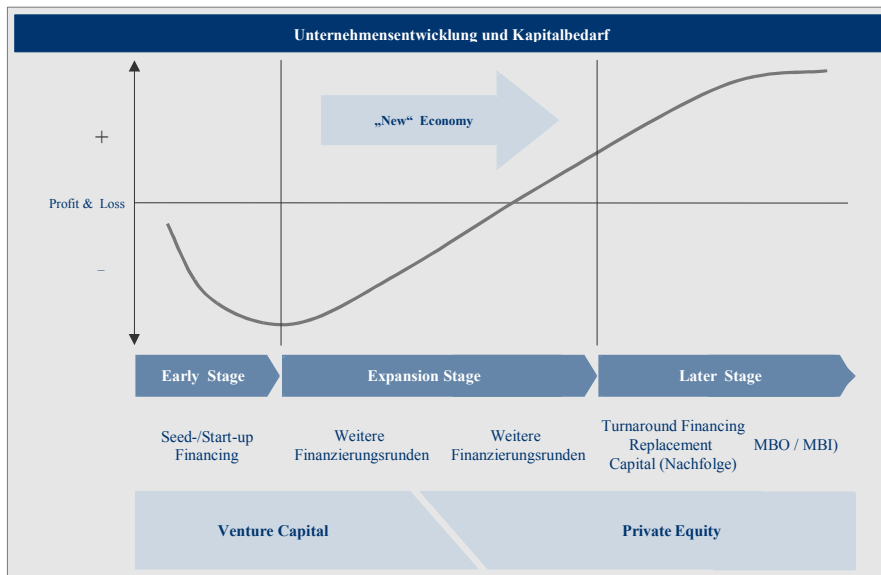 Unternehmensentwicklung und Kapitalbedarf
„New“ Economy
+
Profit & Loss
–
Early Stage
Expansion Stage
Later Stage
Seed-/Start-up
Financing
Weitere
Finanzierungsrunden
Weitere
Finanzierungsrunden
Turnaround Financing
Replacement
Capital (Nachfolge)
MBO / MBI)
Venture Capital
Private Equity